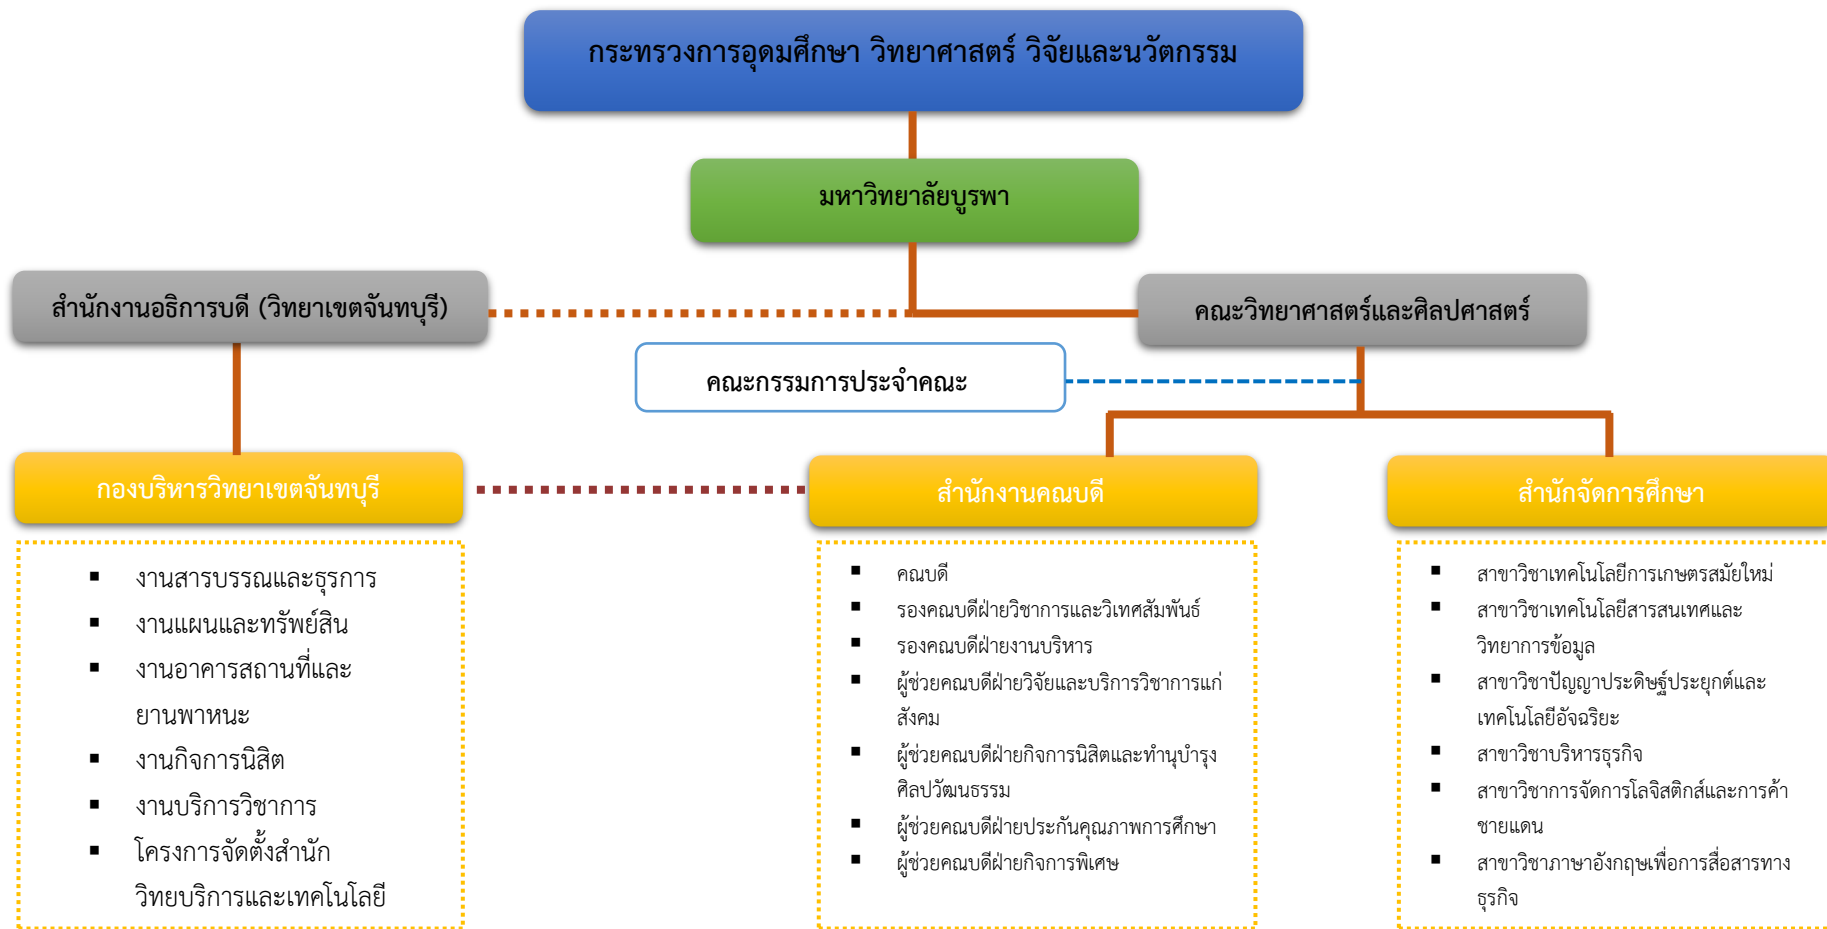 กระทรวงการอุดมศึกษา วิทยาศาสตร์ วิจัยและนวัตกรรม
มหาวิทยาลัยบูรพา
สำนักงานอธิการบดี (วิทยาเขตจันทบุรี)
คณะวิทยาศาสตร์และศิลปศาสตร์
คณะกรรมการประจำคณะ
กองบริหารวิทยาเขตจันทบุรี
▪ งานสารบรรณและธุรการ
▪ งานแผนและทรัพย์สิน
▪ งานอาคารสถานที่และ
ยานพาหนะ
▪ งานกิจการนิสิต
▪ งานบริการวิชาการ
▪ โครงการจัดตั้งสำนัก
วิทยบริการและเทคโนโลยี
สำนักงานคณบดี
▪ คณบดี
▪ รองคณบดีฝ่ายวิชาการและวิเทศสัมพันธ์
▪ รองคณบดีฝ่ายงานบริหาร
▪ ผู้ช่วยคณบดีฝ่ายวิจัยและบริการวิชาการแก่
สังคม
▪ ผู้ช่วยคณบดีฝ่ายกิจการนิสิตและทำนุบำรุง
ศิลปวัฒนธรรม
▪ ผู้ช่วยคณบดีฝ่ายประกันคุณภาพการศึกษา
▪ ผู้ช่วยคณบดีฝ่ายกิจการพิเศษ
สำนักจัดการศึกษา
▪ สาขาวิชาเทคโนโลยีการเกษตรสมัยใหม่
▪ สาขาวิชาเทคโนโลยีสารสนเทศและ
วิทยาการข้อมูล
▪ สาขาวิชาปัญญาประดิษฐ์ประยุกต์และ
เทคโนโลยีอัจฉริยะ
▪ สาขาวิชาบริหารธุรกิจ
▪ สาขาวิชาการจัดการโลจิสติกส์และการค้า
ชายแดน
▪ สาขาวิชาภาษาอังกฤษเพื่อการสื่อสารทาง
ธุรกิจ